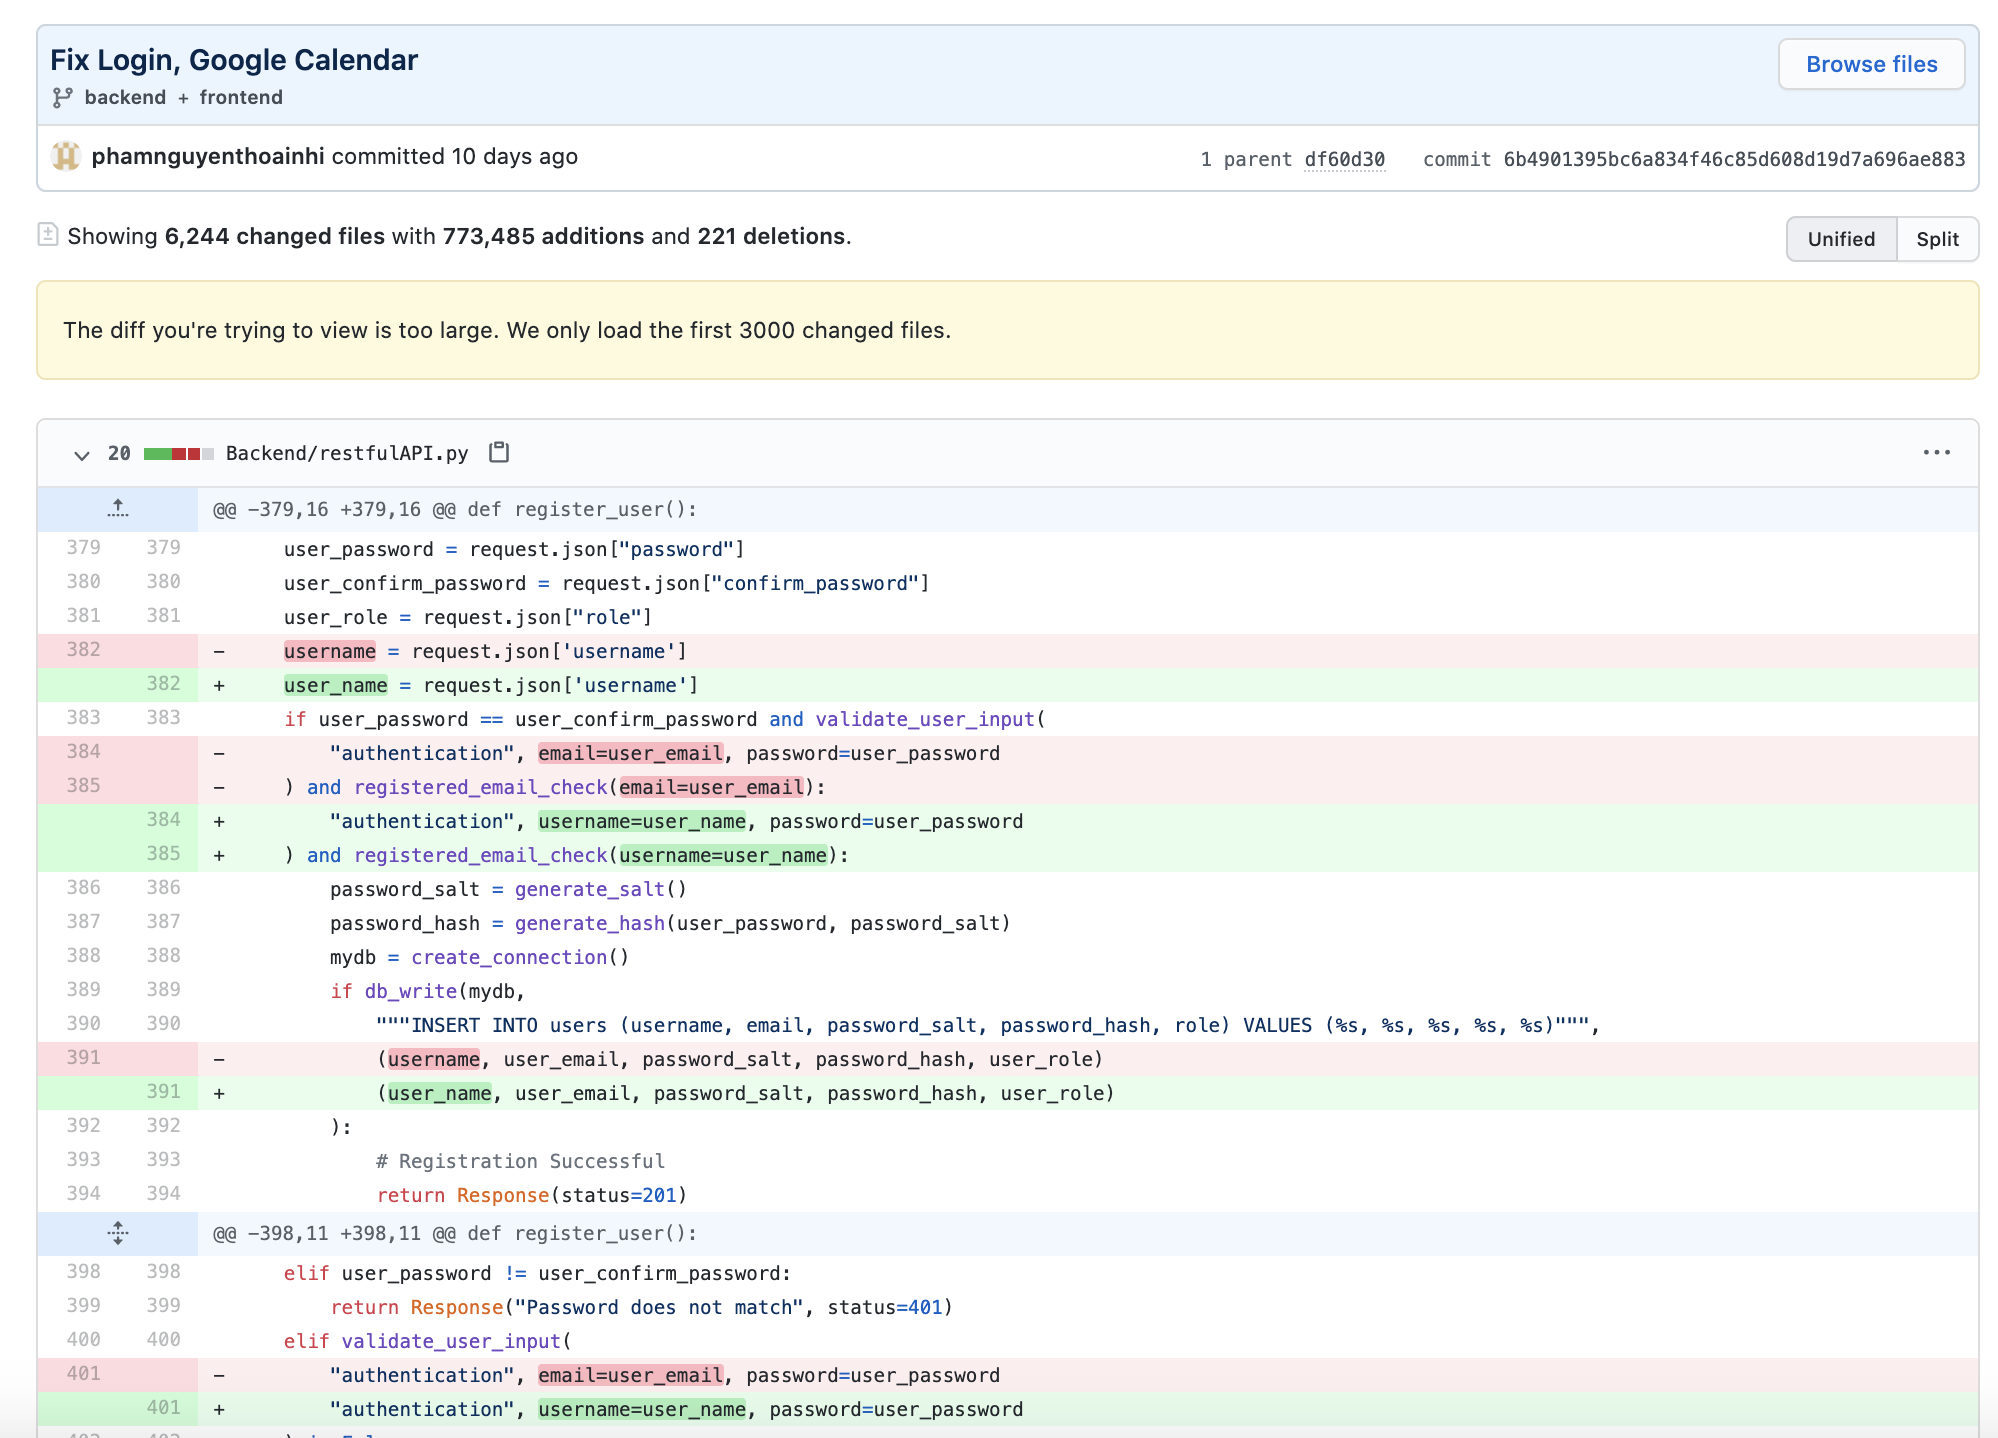 Fix Login, Google Calendar
Browse files
backend + frontend
phamnguyenthoainhi committed 10 days ago
1 parent df60d30 commit 6b4901395bc6a834f46c85d608d19d7a696ae883
Showing 6,244 changed files with 773,485 additions and 221 deletions.
Unified Split
The diff you're trying to view is too large. We only load the first 3000 changed files.
20 Backend/restfulAPI.py
@@ -379,16 +379,16 @@ def register_user():
379 379 user_password = request.json["password"]
380 380 user_confirm_password = request.json["confirm_password"]
381 381 user_role = request.json["role"]
382 - username = request.json['username']
382 + user_name = request.json['username']
383 383 if user_password == user_confirm_password and validate_user_input(
384 - "authentication", email=user_email, password=user_password
385 - ) and registered_email_check(email=user_email):
384 + "authentication", username=user_name, password=user_password
385 + ) and registered_email_check(username=user_name):
386 386 password_salt = generate_salt()
387 387 password_hash = generate_hash(user_password, password_salt)
388 388 mydb = create_connection()
389 389 if db_write(mydb,
390 390 """INSERT INTO users (username, email, password_salt, password_hash, role) VALUES (%s, %s, %s, %s, %s)""",
391 - (username, user_email, password_salt, password_hash, user_role)
391 + (user_name, user_email, password_salt, password_hash, user_role)
392 392 ):
393 393 # Registration Successful
394 394 return Response(status=201)
@@ -398,11 +398,11 @@ def register_user():
398 398 elif user_password != user_confirm_password:
399 399 return Response("Password does not match", status=401)
400 400 elif validate_user_input(
401 - "authentication", email=user_email, password=user_password
401 + "authentication", username=user_name, password=user_password